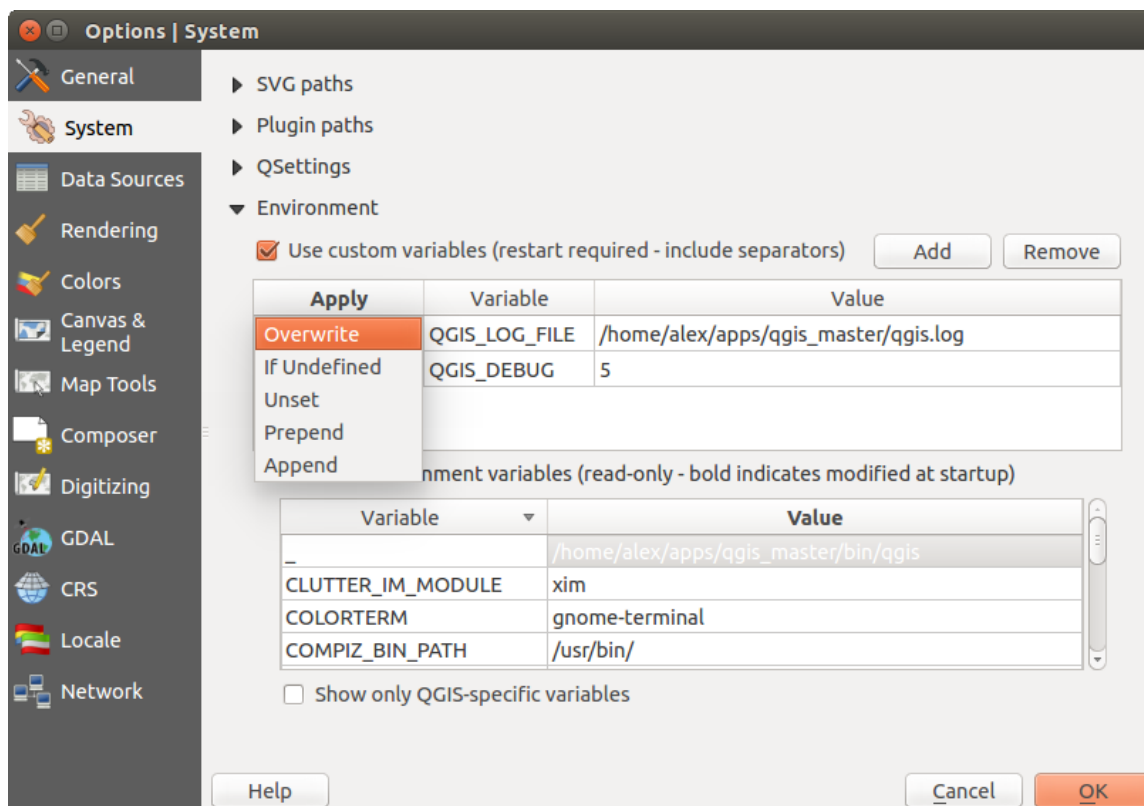 Options | System
General
System
Data Sources
Rendering
Colors
Canvas &
Legend
Map Tools
Composer
Digitizing
GDAL
GDAL
CRS
Locale
Network
SVG paths
Plugin paths
QSettings
Environment
Use custom variables (restart required - include separators) Add Remove
Apply Variable Value
Overwrite QGIS_LOG_FILE /home/alex/apps/qgis_master/qgis.log
If Undefined QGIS_DEBUG 5
Unset
Prepend
Append
variables (read-only - bold indicates modified at startup)
Variable Value
_ /home/alex/apps/qgis_master/bin/qgis
CLUTTER_IM_MODULE xim
COLORTERM gnome-terminal
COMPIZ_BIN_PATH /usr/bin/
Show only QGIS-specific variables
Help Cancel OK